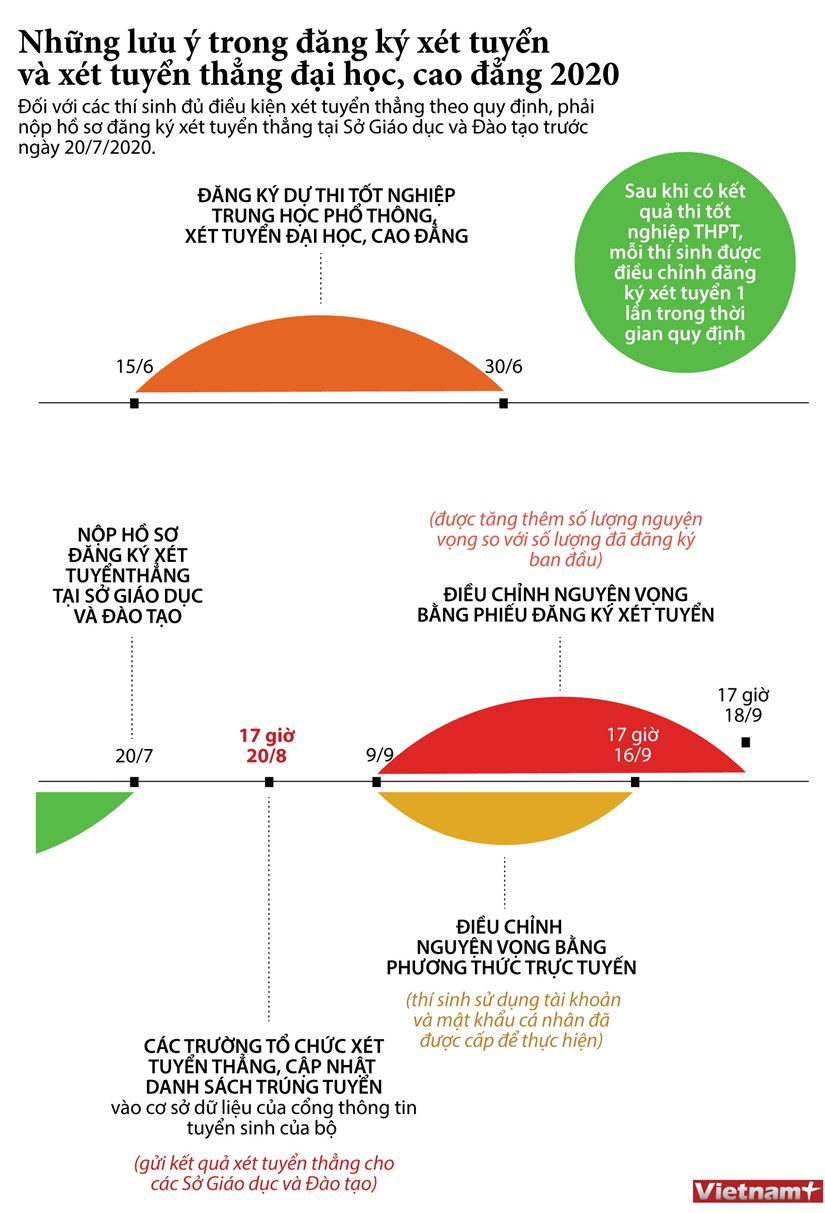 Những lưu ý trong đăng ký xét tuyển
và xét tuyển thẳng đại học, cao đẳng 2020
Đối với các thí sinh đủ điều kiện xét tuyển thẳng theo quy định, phải
nộp hồ sơ đăng ký xét tuyển thẳng tại Sở Giáo dục và Đào tạo trước
ngày 20/7/2020.
ĐĂNG KÝ DỰ THI TỐT NGHIỆP
TRUNG HỌC PHỔ THÔNG,
XÉT TUYỂN ĐẠI HỌC, CAO ĐẲNG
Sau khi có kết
quả thi tốt
nghiệp THPT,
mỗi thí sinh được
điều chỉnh đăng
ký xét tuyển 1
lần trong thời
gian quy định
15/6
30/6
NỘP HỒ SƠ
ĐĂNG KÝ XÉT
TUYỂNTHẲNG
TẠI SỞ GIÁO DỤC
VÀ ĐÀO TẠO
(được tăng thêm số lượng nguyện
vọng so với số lượng đã đăng ký
ban đầu)
ĐIỀU CHỈNH NGUYỆN VỌNG
BẰNG PHIẾU ĐĂNG KÝ XÉT TUYỂN
20/7
17 giờ
20/8
9/9
17 giờ
16/9
17 giờ
18/9
ĐIỀU CHỈNH
NGUYỆN VỌNG BẰNG
PHƯƠNG THỨC TRỰC TUYẾN
(thí sinh sử dụng tài khoản
và mật khẩu cá nhân đã
được cấp để thực hiện)
CÁC TRƯỜNG TỔ CHỨC XÉT
TUYỂN THẲNG, CẬP NHẬT
DANH SÁCH TRÚNG TUYỂN
vào cơ sở dữ liệu của cổng thông tin
tuyển sinh của bộ
(gửi kết quả xét tuyển thẳng cho
các Sở Giáo dục và Đào tạo)
Vietnam+